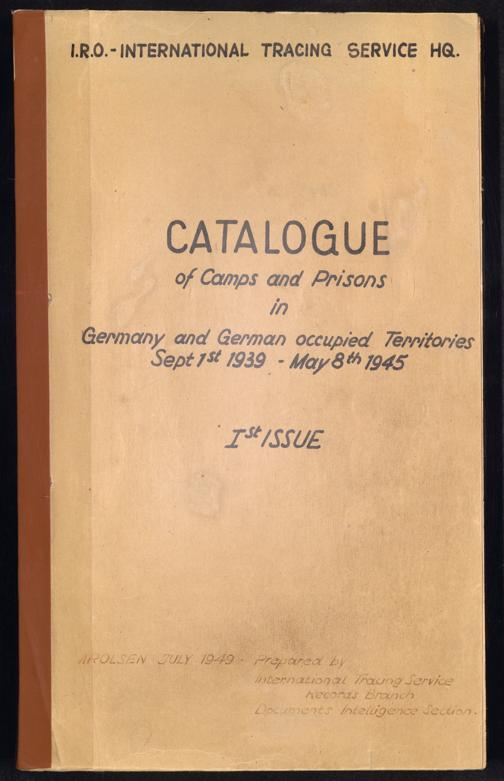 I.R.O.-INTERNATIONAL TRACING SERVICE HQ.
CATALOGUE
of Camps and Prisons
in
Germany and German occupied Territories
Sept 1st 1939 - May 8th 1945
Ist ISSUE
AROLSEN JULY 1949- Prepared by
International Tracing Service
Records Branch
Documents Intelligence Section.